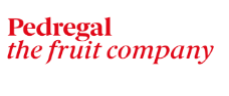 Pedregal
the fruit company